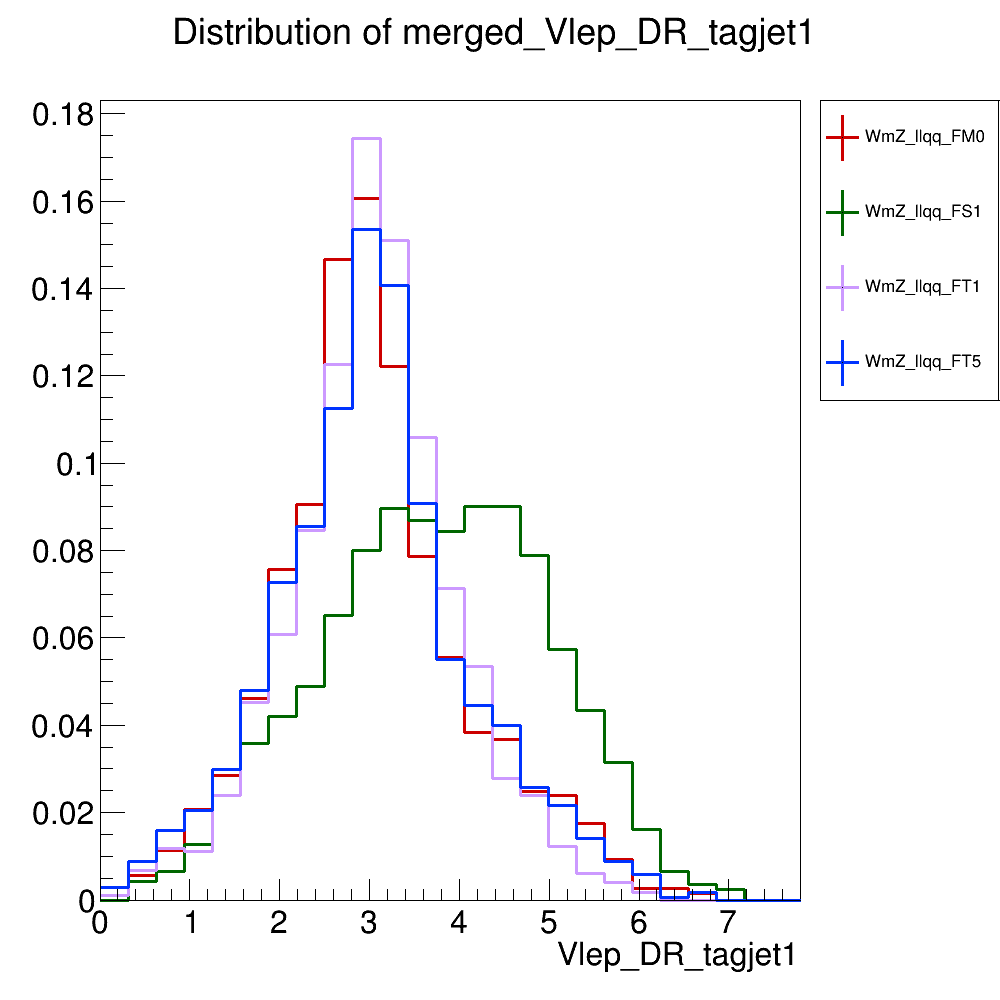 Distribution of merged_Vlep_DR_tagjet1
0.18
0.16
0.14
0.12
0.1
0.08
0.06
0.04
0.02
0
0 1 2 3 4 5 6 7
Vlep_DR_tagjet1
WmZ_llqq_FM0
WmZ_llqq_FS1
WmZ_llqq_FT1
WmZ_llqq_FT5